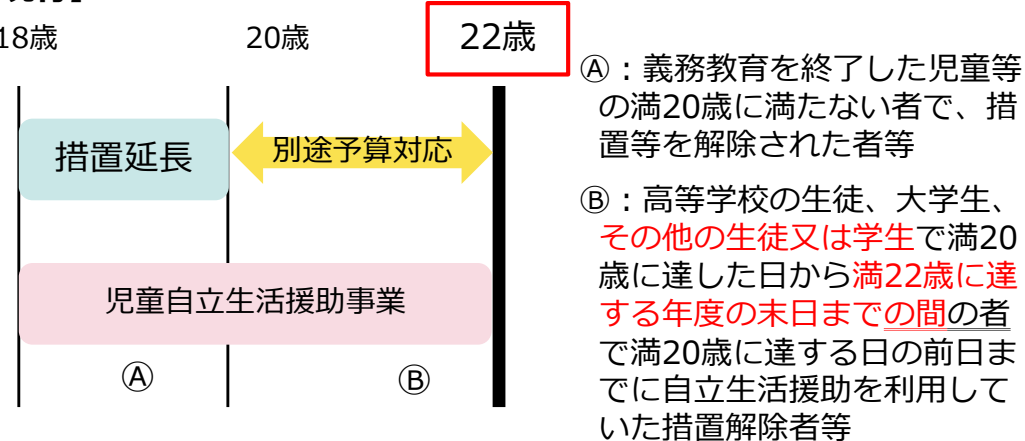 18歳
20歳
22歳
措置延長
別途予算対応
児童自立生活援助事業
Ⓐ
Ⓑ
Ⓐ：義務教育を終了した児童等
の満20歳に満たない者で、措
置等を解除された者等
Ⓑ：高等学校の生徒、大学生、
その他の生徒又は学生で満20
歳に達した日から満22歳に達
する年度の末日までの間の者
で満20歳に達する日の前日ま
でに自立生活援助を利用して
いた措置解除者等